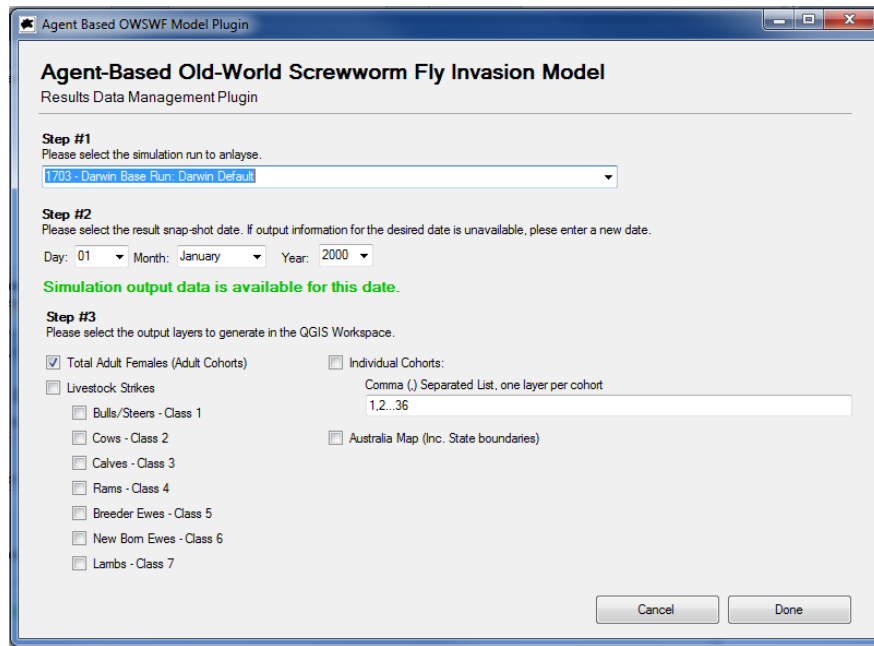 Agent Based OWSWF Model Plugin
Agent-Based Old-World Screwworm Fly Invasion Model
Results Data Management Plugin
Step #1
Please select the simulation run to anlayse.
1703 - Darwin Base Run: Darwin Default
Step #2
Please select the result snap-shot date. If output information for the desired date is unavailable, plese enter a new date.
Day: 01 Month: January Year: 2000
Simulation output data is available for this date.
Step #3
Please select the output layers to generate in the QGIS Workspace.
Total Adult Females (Adult Cohorts)
Livestock Strikes
Bulls/Steers - Class 1
Cows - Class 2
Calves - Class 3
Rams - Class 4
Breeder Ewes - Class 5
New Born Ewes - Class 6
Lambs - Class 7
Individual Cohorts:
Comma (,) Separated List, one layer per cohort
1,2...36
Australia Map (Inc. State boundaries)
Cancel
Done